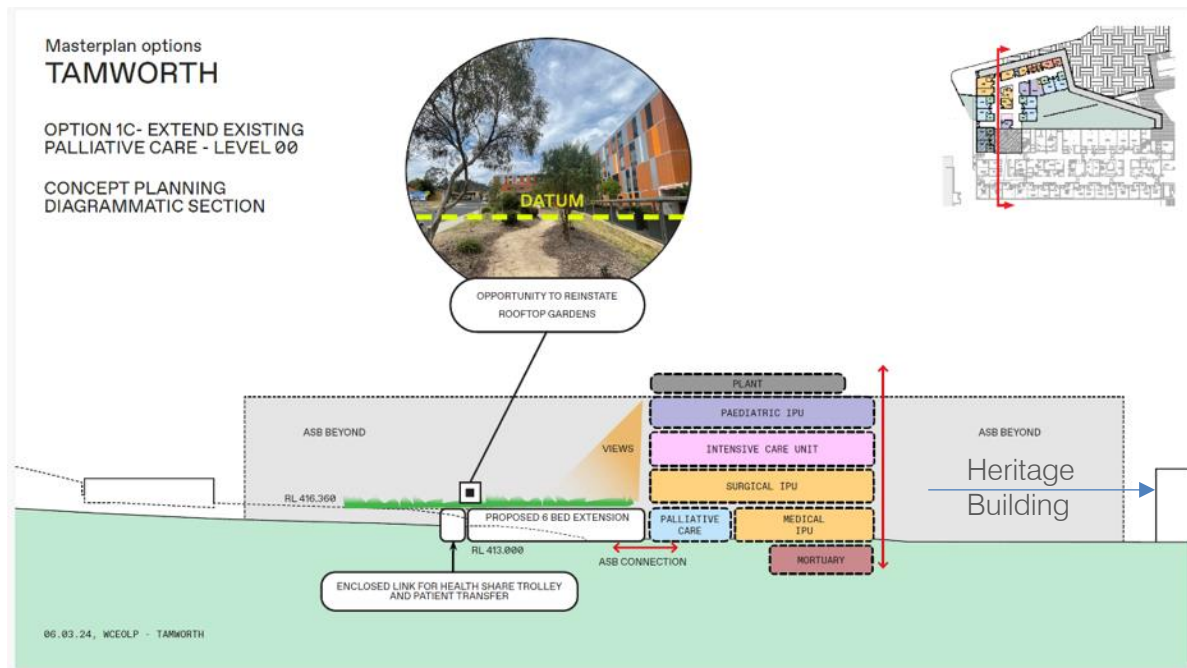 Masterplan options
TAMWORTH
OPTION 1C- EXTEND EXISTING
PALLIATIVE CARE - LEVEL 00
CONCEPT PLANNING
DIAGRAMMATIC SECTION
DATUM
OPPORTUNITY TO REINSTATE
ROOFTOP GARDENS
PLANT
PAEDIATRIC IPU
ASB BEYOND
VIEWS
INTENSIVE CARE UNIT
ASB BEYOND
Heritage
Building
SURGICAL IPU
RL 416.360
PROPOSED 6 BED EXTENSION
PALLIATIVE
CARE
MEDICAL
IPU
RL 413.000
ASB CONNECTION
MORTUARY
ENCLOSED LINK FOR HEALTH SHARE TROLLEY
AND PATIENT TRANSFER
06.03.24, WCEOLP - TAMWORTH